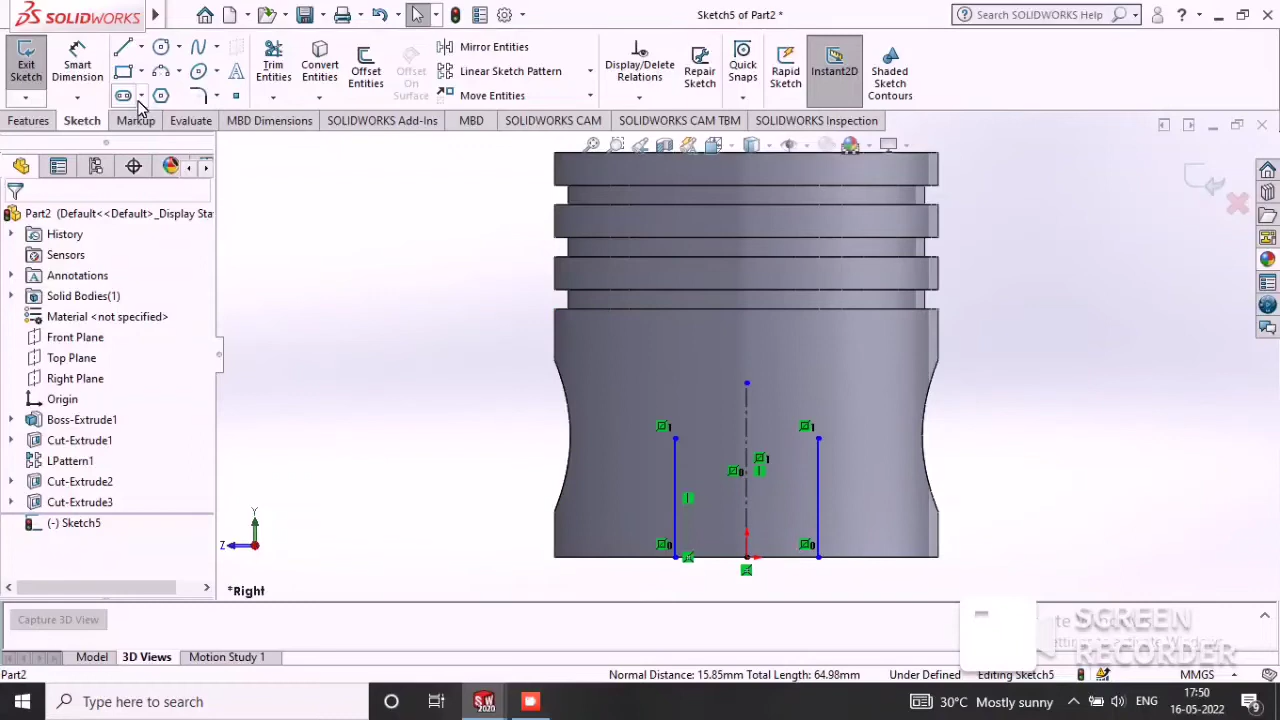 SOLIDWORKS
Sketch5 of Part2 *
Search SOLIDWORKS Help
Exit Sketch
Smart Dimension
Trim Entities
Convert Entities
Offset Entities
Offset On Surface
Mirror Entities
Linear Sketch Pattern
Move Entities
Display/Delete Relations
Repair Sketch
Quick Snaps
Rapid Sketch
Instant2D
Shaded Sketch Contours
Features
Sketch
Markup
Evaluate
MBD Dimensions
SOLIDWORKS Add-Ins
MBD
SOLIDWORKS CAM
SOLIDWORKS CAM TBM
SOLIDWORKS Inspection
Part2 (Default<<Default>_Display Sta
History
Sensors
Annotations
Solid Bodies(1)
Material <not specified>
Front Plane
Top Plane
Right Plane
Origin
Boss-Extrude1
Cut-Extrude1
LPattern1
Cut-Extrude2
Cut-Extrude3
(-) Sketch5
Y
Z
*Right
Capture 3D View
SCREEN
RECORDER
Model
3D Views
Motion Study 1
Part2
Normal Distance: 15.85mm Total Length: 64.98mm
Under Defined
Editing Sketch5
MMGS
Type here to search
30°C Mostly sunny
ENG
17:50
16-05-2022